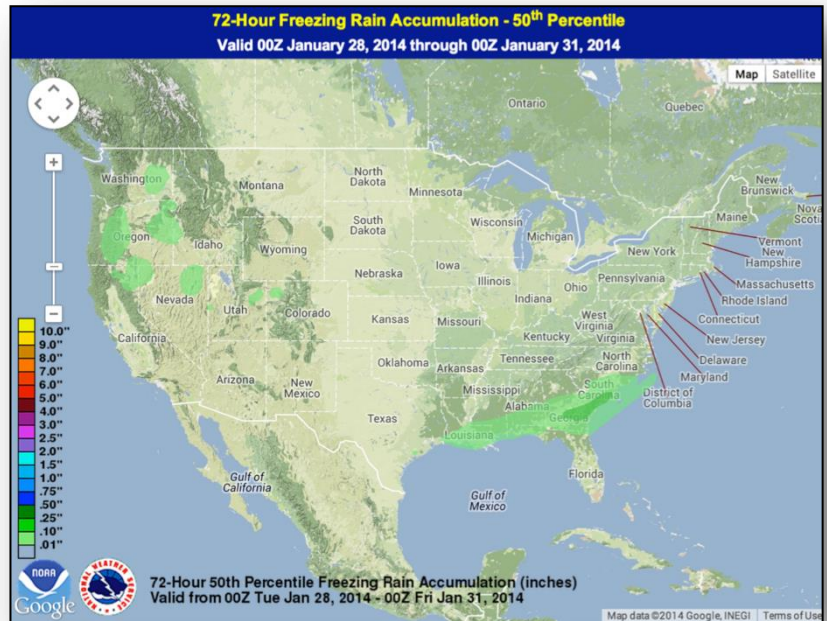 72-Hour Freezing Rain Accumulation - 50th Percentile
Valid 00Z January 28, 2014 through 00Z January 31, 2014
Map
Satellite
Ontario
Quebec
Washington
Montana
North
Dakota
Minnesota
New
Brunswick
Maine
Nova
Scotia
Oregon
Idaho
South
Dakota
Wisconsin
Michigan
Vermont
New
Hampshire
Wyoming
New York
Massachusetts
Nebraska
Iowa
Illinois
Indiana
Ohio
Pennsylvania
Rhode Island
Connecticut
Nevada
Utah
Colorado
Kansas
Missouri
West
Virginia
Virginia
New Jersey
California
Kentucky
Delaware
Maryland
District of
Columbia
Arizona
New
Mexico
Oklahoma
Arkansas
Tennessee
North
Carolina
Mississippi
South
Carolina
Texas
Alabama
Georgia
Louisiana
Florida
Gulf of
California
Gulf of
Mexico
10.0"
9.0"
8.0"
7.0"
6.0"
5.0"
4.0"
3.0"
2.5"
2.0"
1.5"
1.0"
.75"
.50"
.25"
.10"
.01"
NOAA
NATIONAL WEATHER SERVICE
Google
72-Hour 50th Percentile Freezing Rain Accumulation (inches)
Valid from 00Z Tue Jan 28, 2014 - 00Z Fri Jan 31, 2014
Map data ©2014 Google, INEGI
Terms of Use